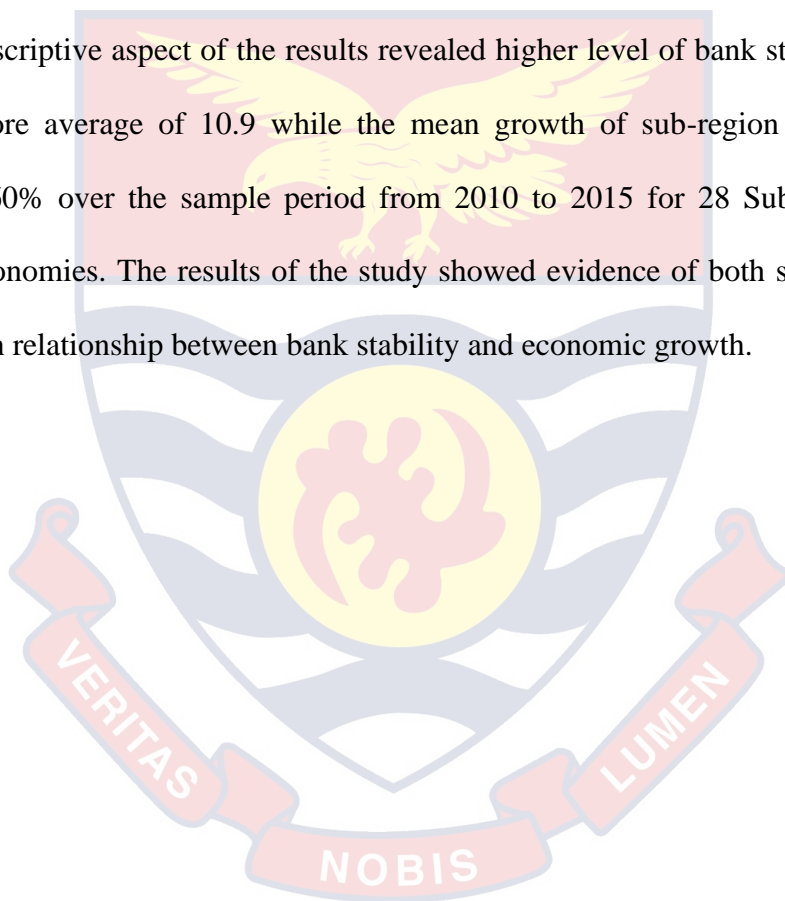 scriptive aspect of the results revealed higher level of bank st
ore average of 10.9 while the mean growth of sub-region
60% over the sample period from 2010 to 2015 for 28 Sub
onomies. The results of the study showed evidence of both s
n relationship between bank stability and economic growth.
VERITAS
NOBIS
LUMEN